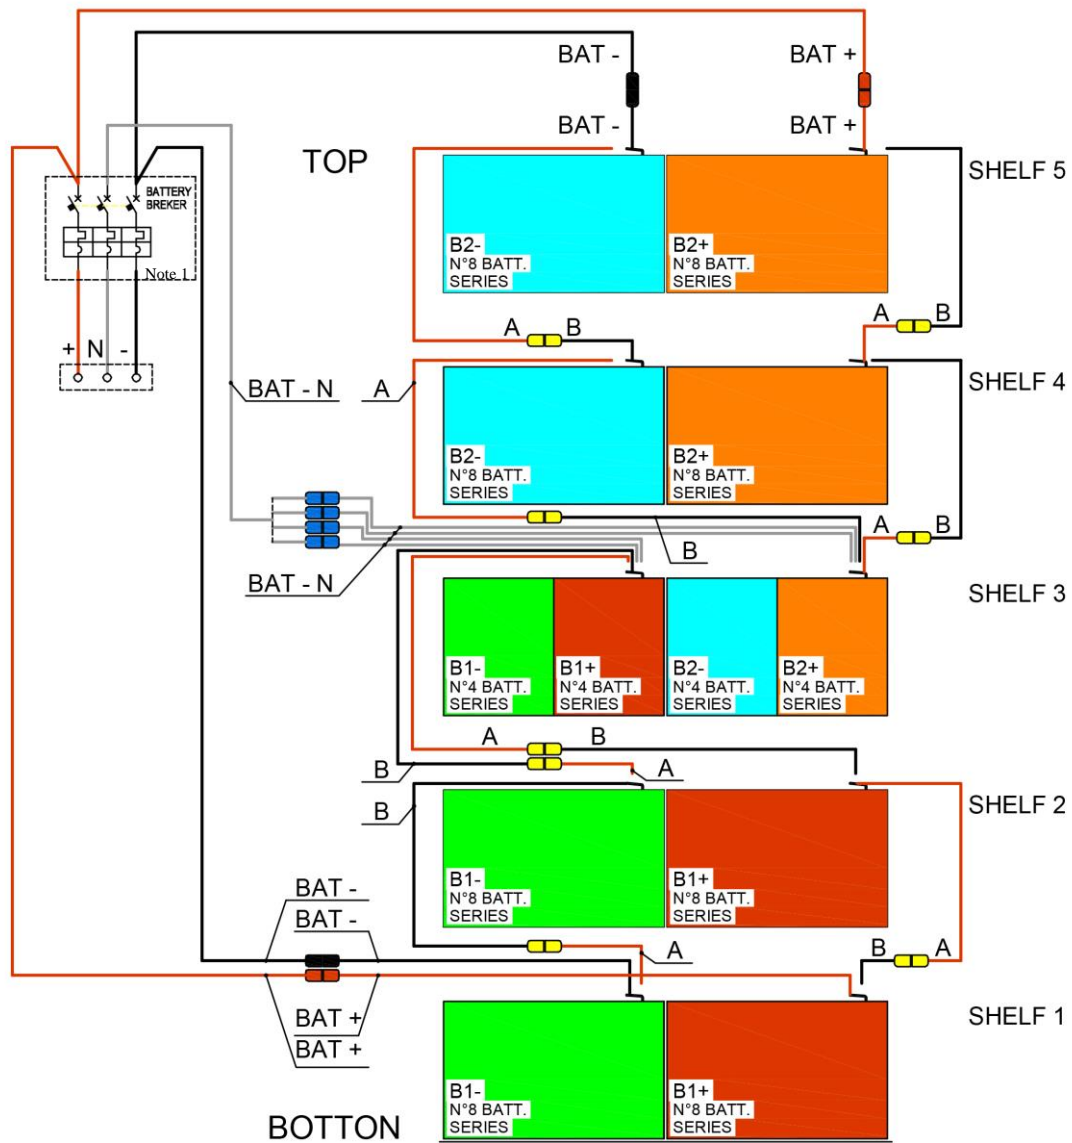 BAT - BAT +
BAT - BAT +
TOP
SHELF 5
BATTERY
BREKER
Note 1
B2-
N°8 BATT.
SERIES
B2+
N°8 BATT.
SERIES
A B
A B
+ N -
BAT - N
A
SHELF 4
B2-
N°8 BATT.
SERIES
B2+
N°8 BATT.
SERIES
A B
B
BAT - N
SHELF 3
B1-
N°4 BATT.
SERIES
B1+
N°4 BATT.
SERIES
B2-
N°4 BATT.
SERIES
B2+
N°4 BATT.
SERIES
A B
B
A
B
SHELF 2
B1-
N°8 BATT.
SERIES
B1+
N°8 BATT.
SERIES
BAT -
BAT -
A
B A
BAT +
BAT +
SHELF 1
B1-
N°8 BATT.
SERIES
B1+
N°8 BATT.
SERIES
BOTTON